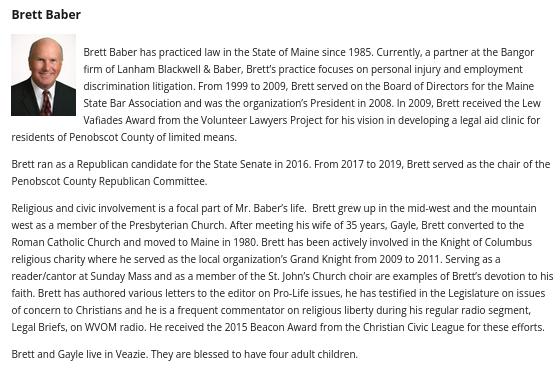 Brett Baber
Brett Baber has practiced law in the State of Maine since 1985. Currently, a partner at the Bangor
firm of Lanham Blackwell & Baber, Brett's practice focuses on personal injury and employment
discrimination litigation. From 1999 to 2009, Brett served on the Board of Directors for the Maine
State Bar Association and was the organization's President in 2008. In 2009, Brett received the Lew
Vafiades Award from the Volunteer Lawyers Project for his vision in developing a legal aid clinic for
residents of Penobscot County of limited means.
Brett ran as a Republican candidate for the State Senate in 2016. From 2017 to 2019, Brett served as the chair of the
Penobscot County Republican Committee.
Religious and civic involvement is a focal part of Mr. Baber's life.  Brett grew up in the mid-west and the mountain
west as a member of the Presbyterian Church. After meeting his wife of 35 years, Gayle, Brett converted to the
Roman Catholic Church and moved to Maine in 1980. Brett has been actively involved in the Knight of Columbus
religious charity where he served as the local organization's Grand Knight from 2009 to 2011. Serving as a
reader/cantor at Sunday Mass and as a member of the St. John's Church choir are examples of Brett's devotion to his
faith. Brett has authored various letters to the editor on Pro-Life issues, he has testified in the Legislature on issues
of concern to Christians and he is a frequent commentator on religious liberty during his regular radio segment,
Legal Briefs, on WVOM radio. He received the 2015 Beacon Award from the Christian Civic League for these efforts.
Brett and Gayle live in Veazie. They are blessed to have four adult children.